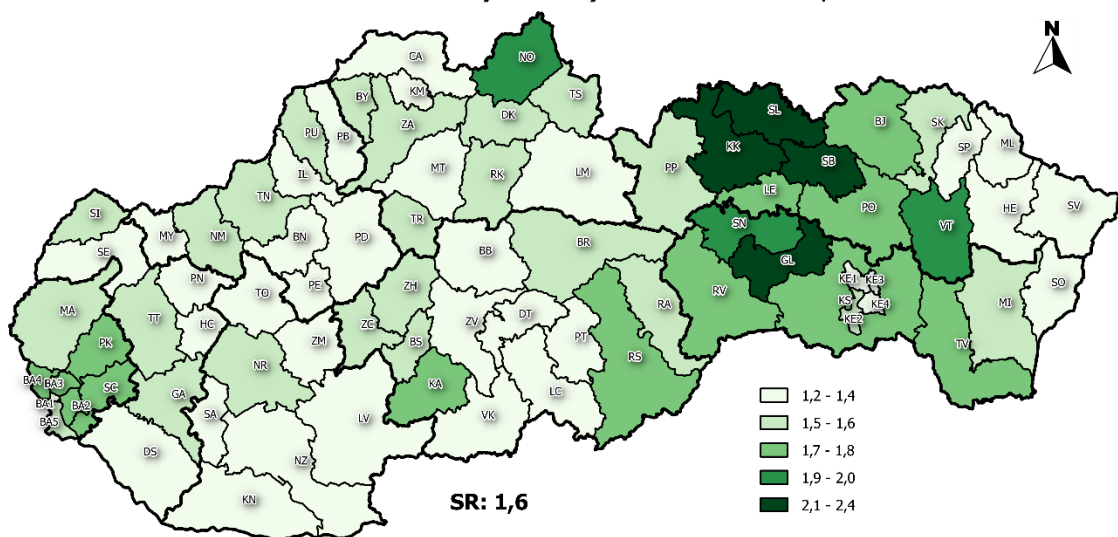 N
CA
NO
KM
TS
BY
DK
ZA
PU
PB
SL
BJ
SK
SP
ML
KK
SB
MT
RK
LM
PP
IL
LE
TN
PO
HE
SV
SI
TR
SN
VT
MY
NM
BN
PD
BB
BR
SE
GL
PN
PE
ZH
RV
KE1
KE3
SO
TO
MA
TT
HC
ZC
ZV
DT
RA
KS
KE4
MI
PK
ZM
BS
PT
RS
KE2
TV
BA4
BA3
SC
NR
KA
BA1
BA2
GA
SA
LV
VK
LC
BA5
DS
NZ
KN
SR: 1,6
1,2 - 1,4
1,5 - 1,6
1,7 - 1,8
1,9 - 2,0
2,1 - 2,4